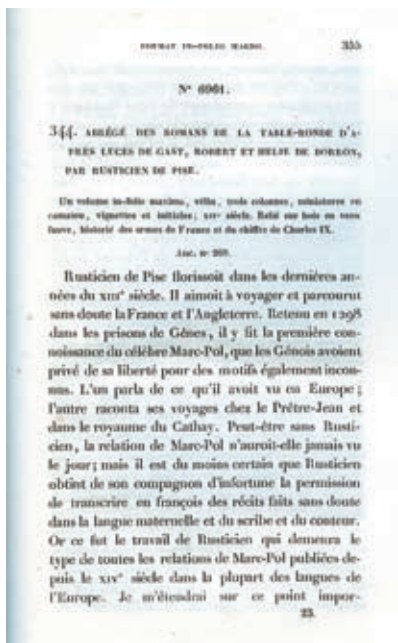 FORMAT IN-FOLIO MAGNO. 355
N° 6961.
344. ABRÉGÉ DES ROMANS DE LA TABLE-RONDE D'A-
PRÈS LUCES DE GAST, ROBERT ET HELIE DE BORRON,
PAR RUSTICIEN DE PISE.
Un volume in-folio maximo, vélin, trois colonnes, miniatures en
camaïeu, vignettes et initiales, XIVe siècle. Relié sur bois en veau
fauve, historié des armes de France et du chiffre de Charles IX.
Anc. n° 269.
Rusticien de Pise florissoit dans les dernières an-
nées du XIIIe siècle. Il aimoit à voyager et parcourut
sans doute la France et l'Angleterre. Retenu en 1298
dans les prisons de Gênes, il y fit la première con-
noissance du célèbre Marc-Pol, que les Génois avoient
privé de sa liberté pour des motifs également incon-
nus. L'un parla de ce qu'il avoit vu en Europe;
l'autre raconta ses voyages chez le Prêtre-Jean et
dans le royaume du Cathay. Peut-être sans Rusti-
cien, la relation de Marc-Pol n'auroit-elle jamais vu
le jour; mais il est du moins certain que Rusticien
obtint de son compagnon d'infortune la permission
de transcrire en françois des récits faits sans doute
dans la langue maternelle et du scribe et du conteur.
Or ce fut le travail de Rusticien qui demeura le
type de toutes les relations de Marc-Pol publiées de-
puis le XIVe siècle dans la plupart des langues de
l'Europe. Je m'étendrai sur ce point impor-
23.